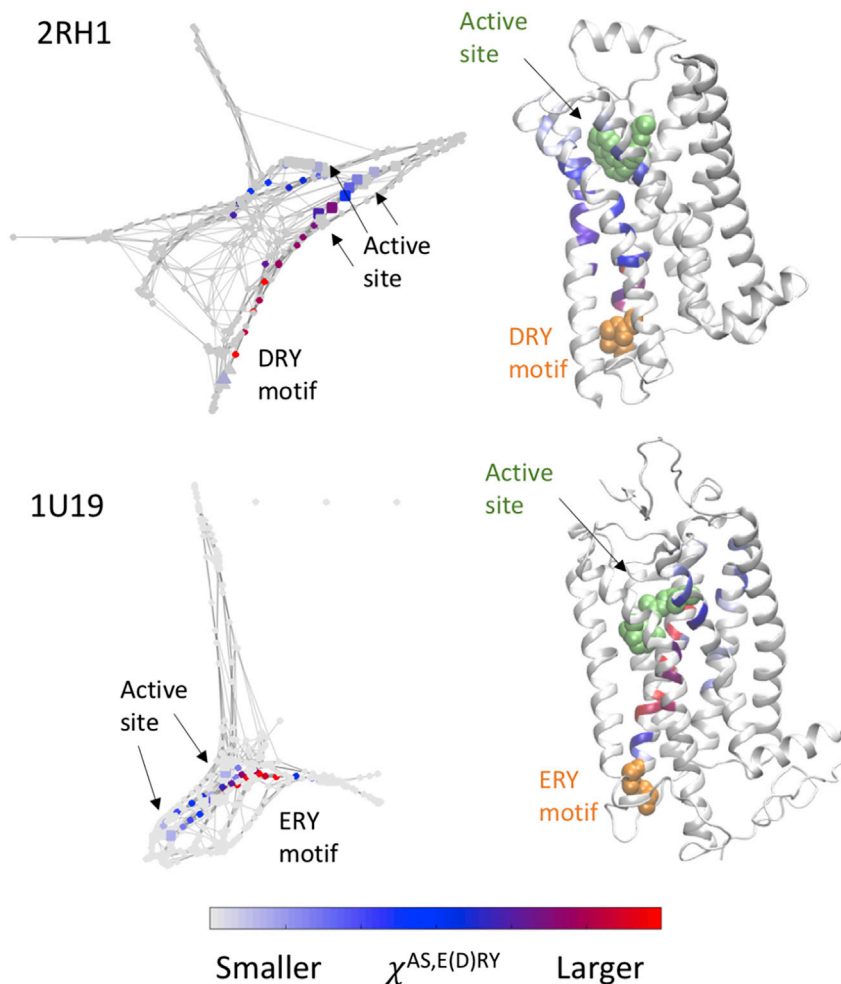 2RH1
Active
site
Active
site
DRY
motif
DRY
motif
1U19
Active
site
Active
site
ERY
motif
ERY
motif
Smaller χ^AS,E(D)RY Larger